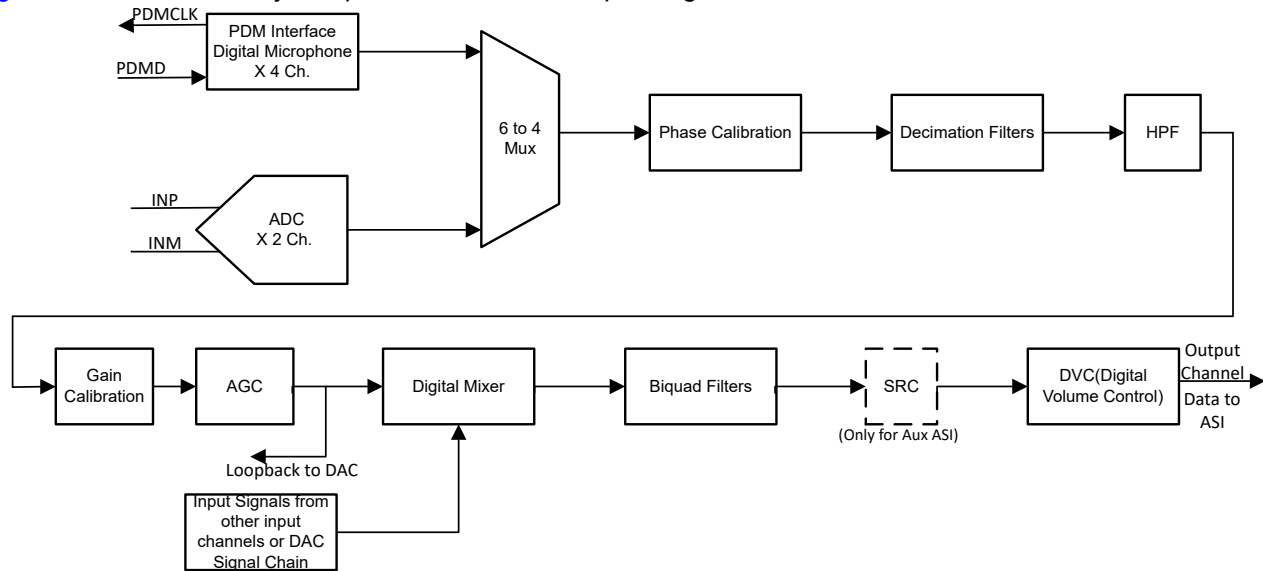 PDMCLK
PDM Interface
Digital Microphone
X 4 Ch.
PDMD
6 to 4
Mux
Phase Calibration
Decimation Filters
HPF
INP
ADC
X 2 Ch.
INM
Gain
Calibration
AGC
Digital Mixer
Biquad Filters
SRC
(Only for Aux ASI)
DVC(Digital
Volume Control)
Output
Channel
Data to
ASI
Loopback to DAC
Input Signals from
other input
channels or DAC
Signal Chain